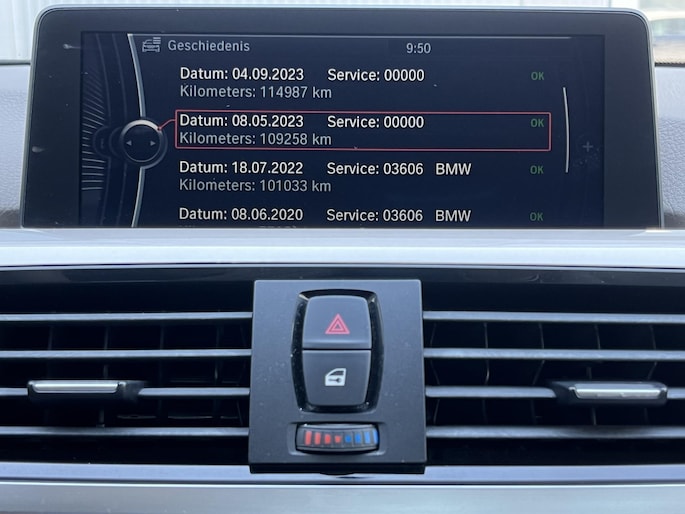 Geschiedenis 9:50
Datum: 04.09.2023 Service: 00000 OK
Kilometers: 114987 km
Datum: 08.05.2023 Service: 00000 OK
Kilometers: 109258 km
Datum: 18.07.2022 Service: 03606 BMW OK
Kilometers: 101033 km
Datum: 08.06.2020 Service: 03606 BMW OK